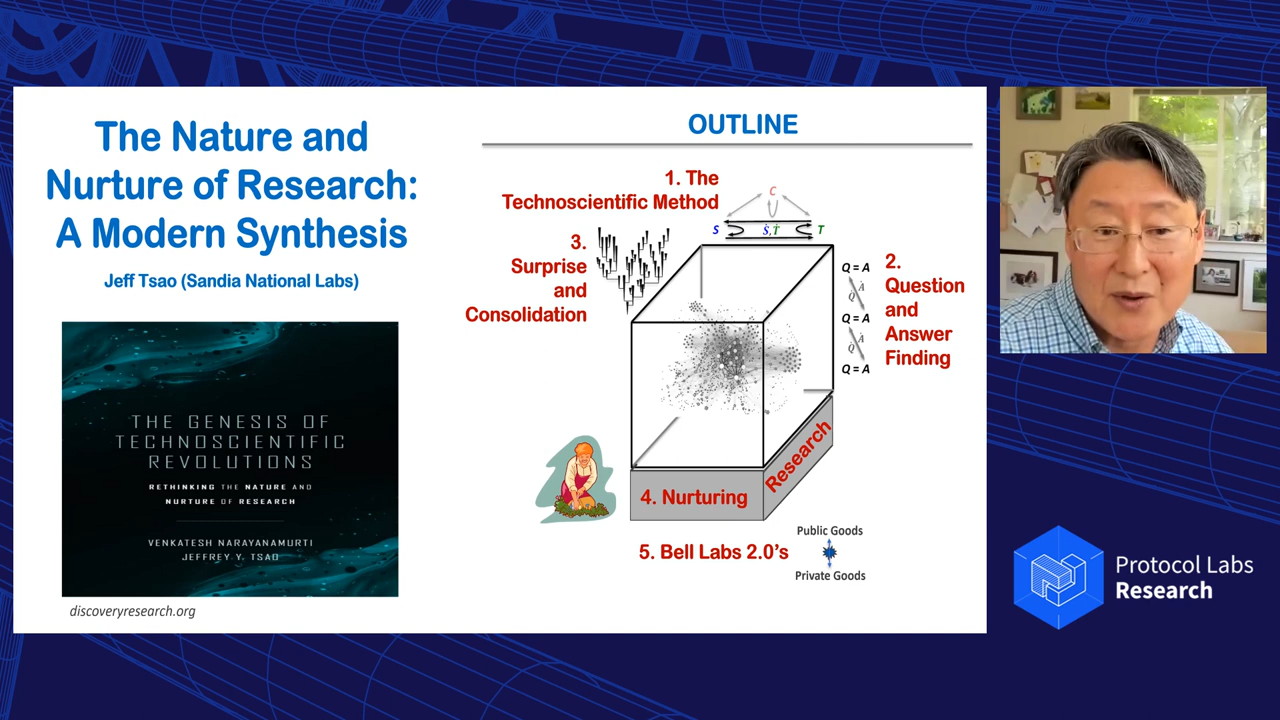 The Nature and
Nurture of Research:
A Modern Synthesis
Jeff Tsao (Sandia National Labs)
THE GENESIS OF
TECHNOSCIENTIFIC
REVOLUTIONS
RETHINKING THE NATURE AND
NURTURE OF RESEARCH
VENKATESH NARAYANAMURTI
JEFFREY Y. TSAO
discoveryresearch.org
OUTLINE
1. The
Technoscientific Method
C
S
Ṡ,Ṫ
T
3.
Surprise
and
Consolidation
Q = A
Q̇ Ȧ
Q = A
Q̇ Ȧ
Q = A
2.
Question
and
Answer
Finding
4. Nurturing
Research
5. Bell Labs 2.0's
Public Goods
Private Goods
Protocol Labs
Research